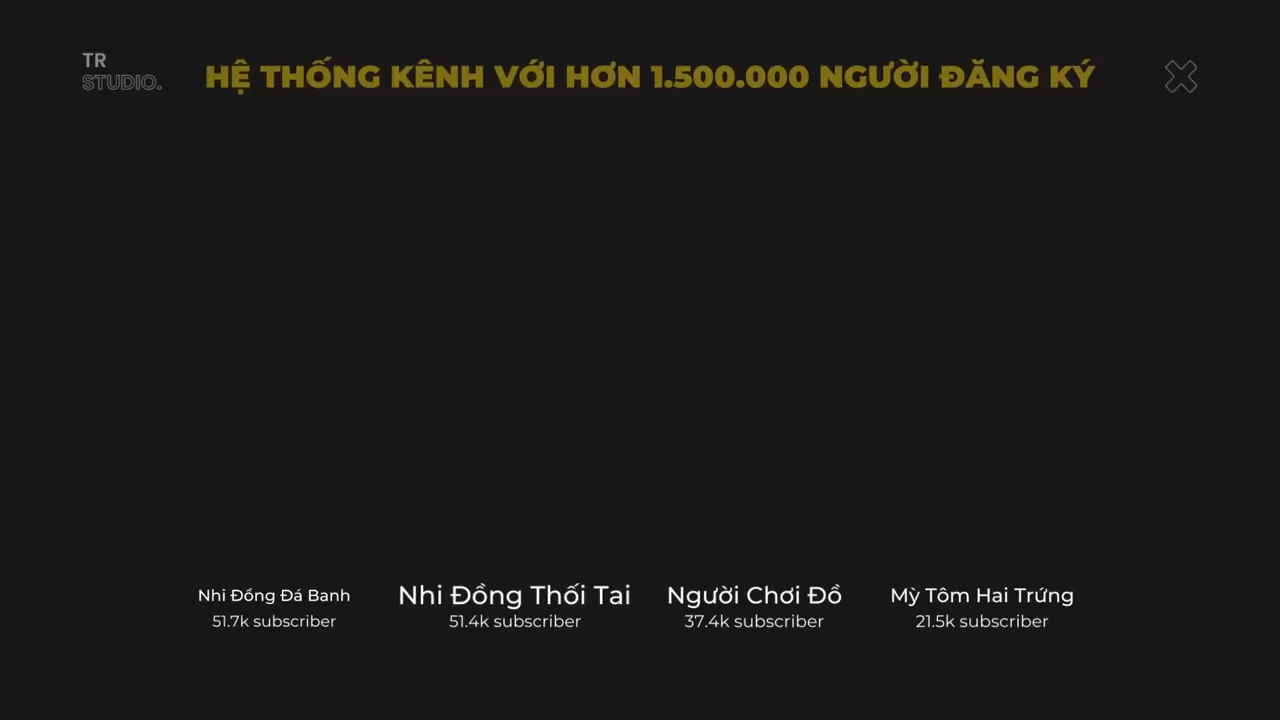 TR
STUDIO.
HỆ THỐNG KÊNH VỚI HƠN 1.500.000 NGƯỜI ĐĂNG KÝ
Nhi Đồng Đá Banh
51.7k subscriber
Nhi Đồng Thối Tai
51.4k subscriber
Người Chơi Đồ
37.4k subscriber
Mỳ Tôm Hai Trứng
21.5k subscriber